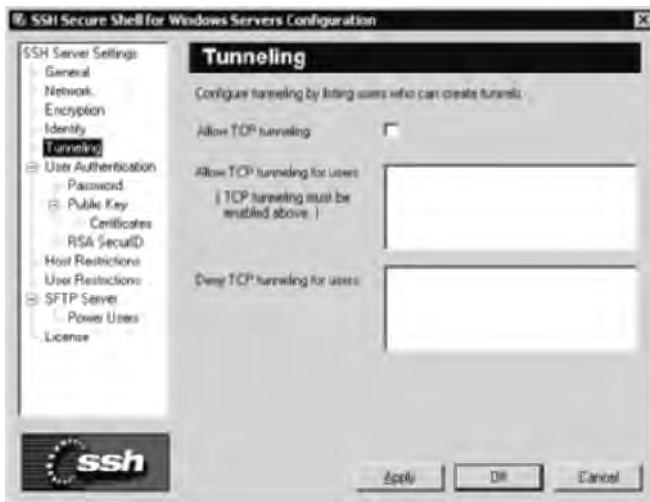 SSH Secure Shell for Windows Servers Configuration
SSH Server Settings
General
Network
Encryption
Identity
Tunneling
User Authentication
Password
Public Key
Certificates
RSA SecurID
Host Restrictions
User Restrictions
SFTP Server
Power Users
License
ssh
Tunneling
Configure tunneling by listing users who can create tunnels.
Allow TCP tunneling
Allow TCP tunneling for users
( TCP tunneling must be
enabled above. )
Deny TCP tunneling for users
Apply
OK
Cancel